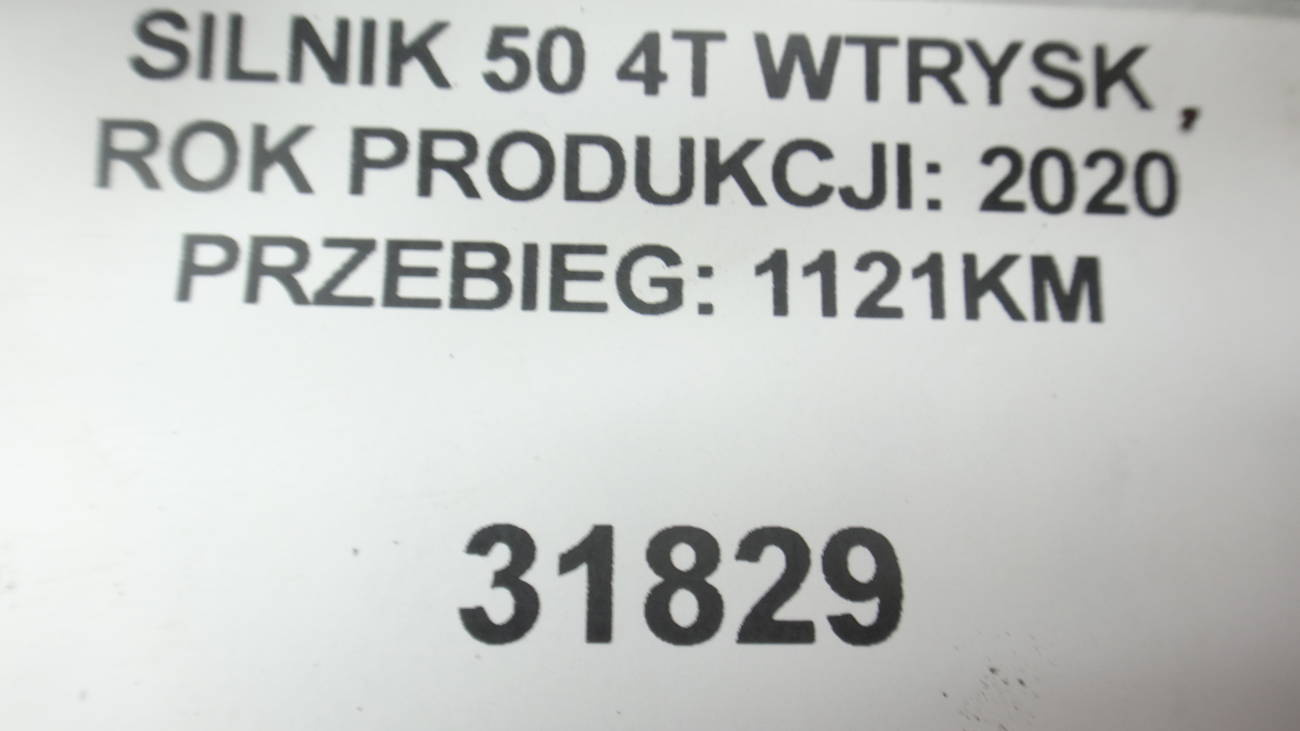 SILNIK 50 4T WTRYSK ,
ROK PRODUKCJI: 2020
PRZEBIEG: 1121KM
31829